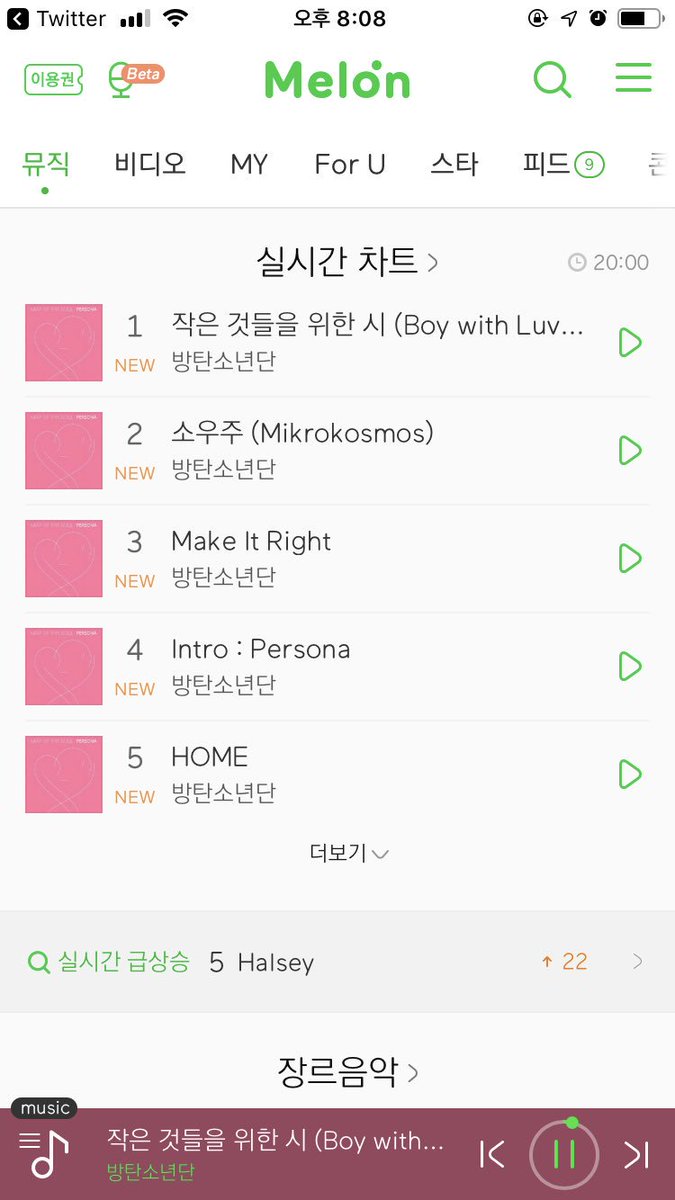 Twitter 오후 8:08
이용권 Beta Melon
뮤직 비디오 MY For U 스타 피드 9
실시간 차트 20:00
1 작은 것들을 위한 시 (Boy with Luv...
NEW 방탄소년단
2 소우주 (Mikrokosmos)
NEW 방탄소년단
3 Make It Right
NEW 방탄소년단
4 Intro : Persona
NEW 방탄소년단
5 HOME
NEW 방탄소년단
더보기
실시간 급상승 5 Halsey ↑ 22
장르음악
music
작은 것들을 위한 시 (Boy with...
방탄소년단